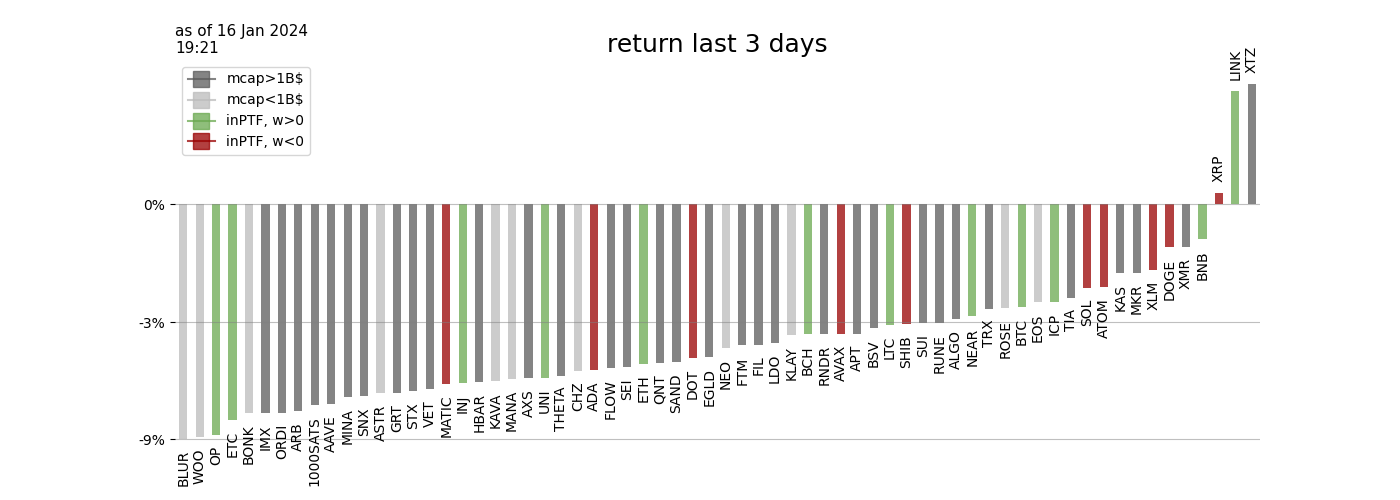 as of 16 Jan 2024
19:21
return last 3 days
mcap>1B$
mcap<1B$
inPTF, w>0
inPTF, w<0
0%
-3%
-9%
BLUR
WOO
OP
ETC
BONK
IMX
ORDI
ARB
1000SATS
AAVE
MINA
SNX
ASTR
GRT
STX
VET
MATIC
INJ
HBAR
KAVA
MANA
AXS
UNI
THETA
CHZ
ADA
FLOW
SEI
ETH
QNT
SAND
DOT
EGLD
NEO
FTM
FIL
LDO
KLAY
BCH
RNDR
AVAX
APT
BSV
LTC
SHIB
SUI
RUNE
ALGO
NEAR
TRX
ROSE
BTC
EOS
ICP
TIA
SOL
ATOM
KAS
MKR
XLM
DOGE
XMR
BNB
XRP
LINK
XTZ